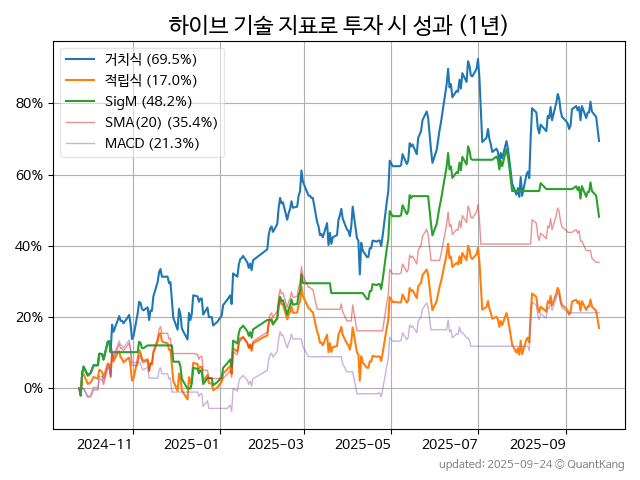 하이브 기술 지표로 투자 시 성과 (1년)
거치식 (69.5%)
적립식 (17.0%)
SigM (48.2%)
SMA(20) (35.4%)
MACD (21.3%)
80%
60%
40%
20%
0%
2024-11 2025-01 2025-03 2025-05 2025-07 2025-09
updated: 2025-09-24 © QuantKang